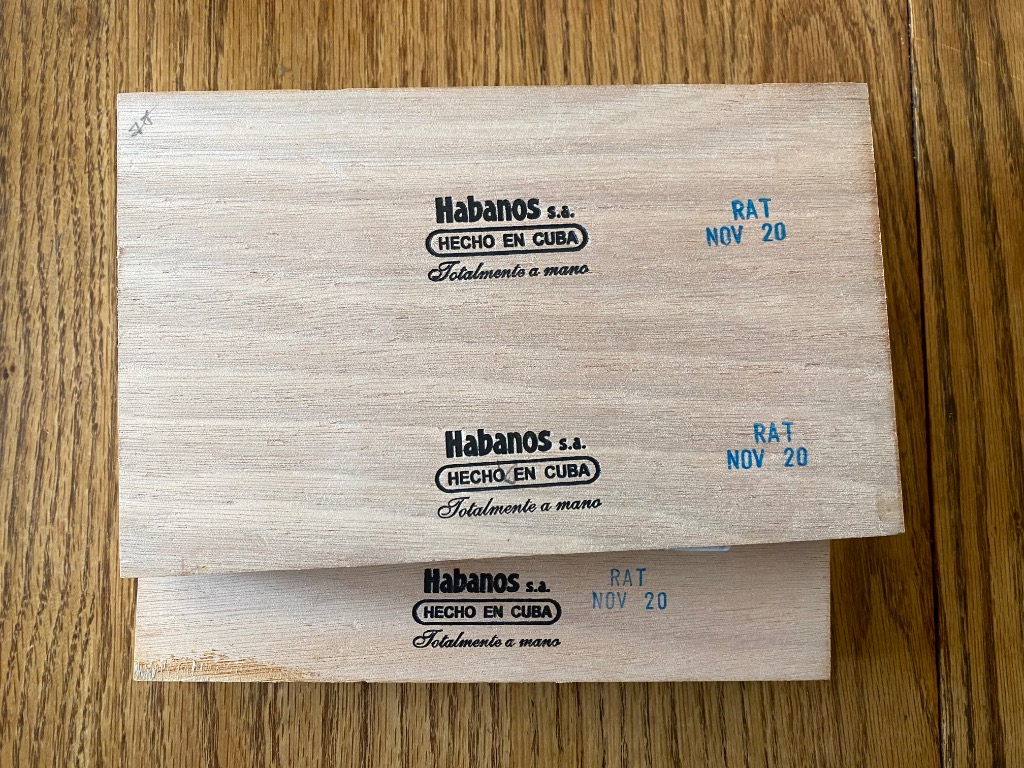 Habanos s.a.
HECHO EN CUBA
Totalmente a mano
RAT
NOV 20
Habanos s.a.
HECHO EN CUBA
Totalmente a mano
RAT
NOV 20
Habanos s.a.
HECHO EN CUBA
Totalmente a mano
RAT
NOV 20